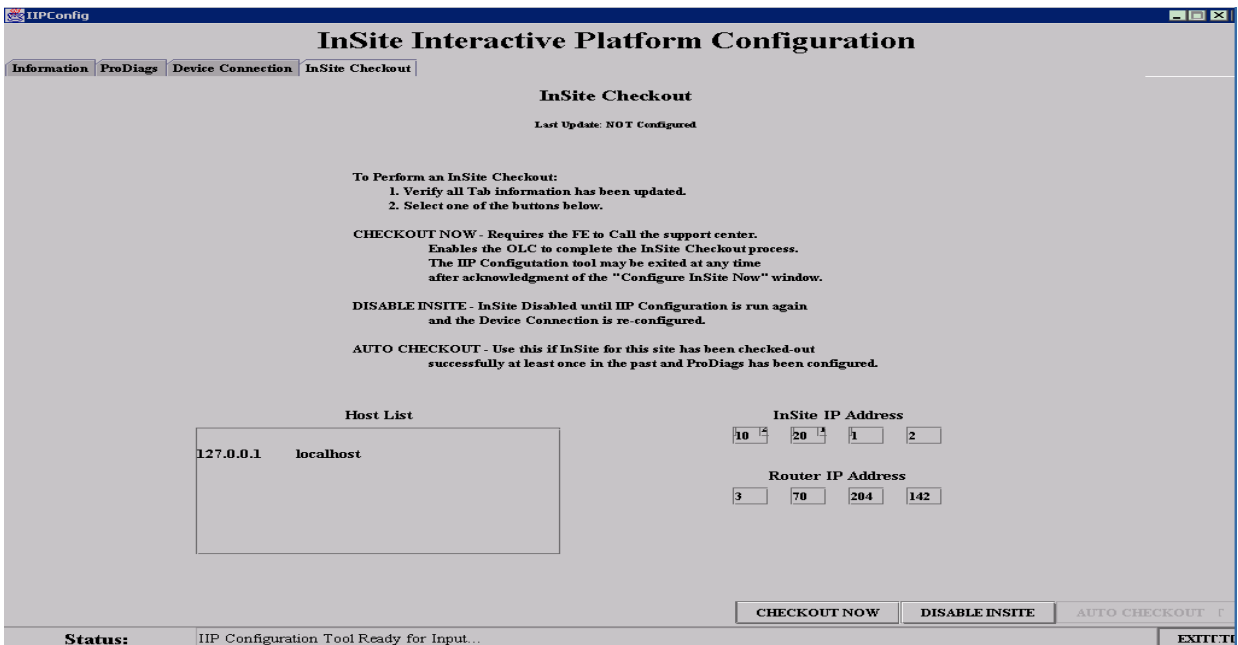 IIPConfig
InSite Interactive Platform Configuration
Information ProDiags Device Connection InSite Checkout
InSite Checkout
Last Update: NOT Configured
To Perform an InSite Checkout:
1. Verify all Tab information has been updated.
2. Select one of the buttons below.
CHECKOUT NOW - Requires the FE to Call the support center.
Enables the OLC to complete the InSite Checkout process.
The IIP Configutation tool may be exited at any time
after acknowledgment of the "Configure InSite Now" window.
DISABLE INSITE - InSite Disabled until IIP Configuration is run again
and the Device Connection is re-configured.
AUTO CHECKOUT - Use this if InSite for this site has been checked-out
successfully at least once in the past and ProDiags has been configured.
Host List InSite IP Address
10 20 1 2
127.0.0.1 localhost
Router IP Address
3 70 204 142
CHECKOUT NOW DISABLE INSITE AUTO CHECKOUT
Status: IIP Configuration Tool Ready for Input...